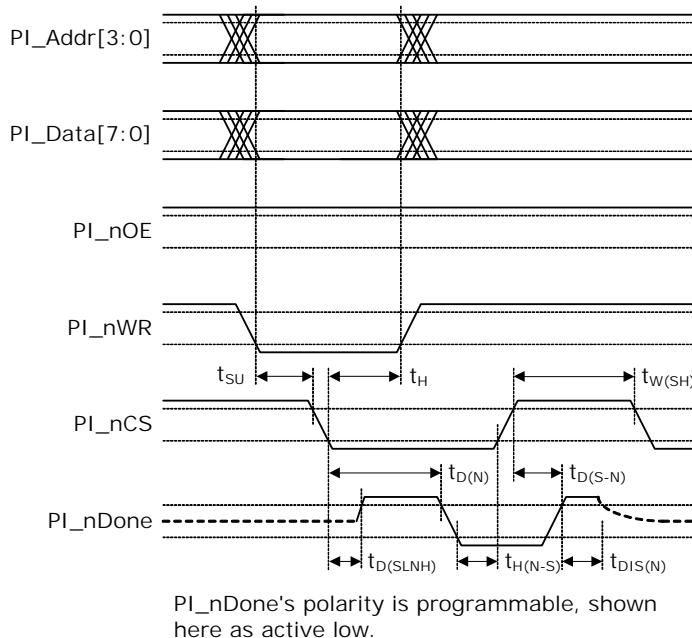 PI_Addr[3:0]
PI_Data[7:0]
PI_nOE
PI_nWR
tSU
tH
tW(SH)
PI_nCS
tD(N)
tD(S-N)
PI_nDone
tD(SLNH)
tH(N-S)
tDIS(N)
PI_nDone's polarity is programmable, shown
here as active low.